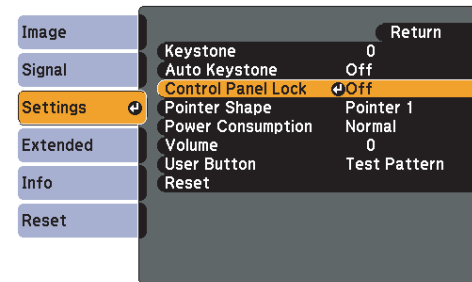 Image
Signal
Settings
Extended
Info
Reset
Return
Keystone 0
Auto Keystone Off
Control Panel Lock Off
Pointer Shape Pointer 1
Power Consumption Normal
Volume 0
User Button Test Pattern
Reset